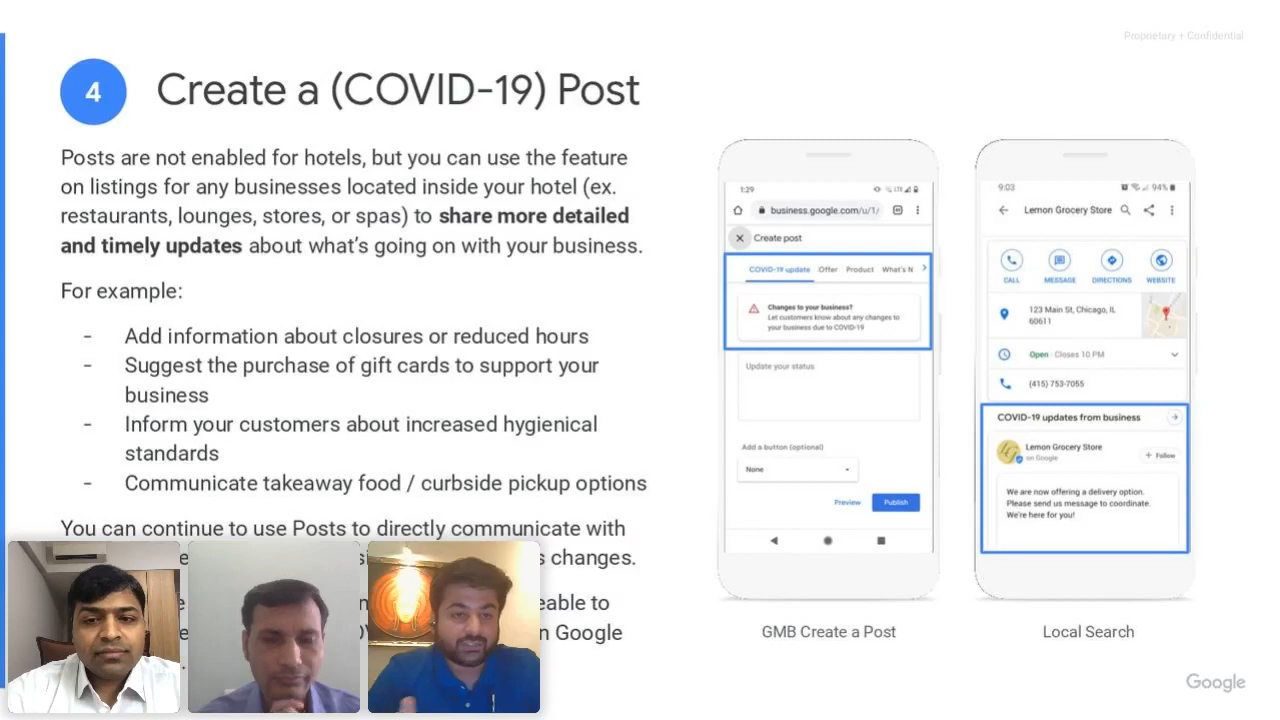 Proprietary + Confidential
4
Create a (COVID-19) Post
Posts are not enabled for hotels, but you can use the feature
on listings for any businesses located inside your hotel (ex.
restaurants, lounges, stores, or spas) to share more detailed
and timely updates about what's going on with your business.
For example:
- Add information about closures or reduced hours
- Suggest the purchase of gift cards to support your
business
- Inform your customers about increased hygienical
standards
- Communicate takeaway food / curbside pickup options
You can continue to use Posts to directly communicate with
changes.
to
Google
1:29
LTE
business.google.com/u/1/
Create post
COVID-19 update Offer Product What's N
Changes to your business?
Let customers know about any changes to
your business due to COVID-19
Update your status
Add a button (optional)
None
Preview Publish
GMB Create a Post
9:03
94%
Lemon Grocery Store
CALL MESSAGE DIRECTIONS WEBSITE
123 Main St, Chicago, IL
60611
Open · Closes 10 PM
(415) 753-7055
COVID-19 updates from business
LG
Lemon Grocery Store
on Google
+ Follow
We are now offering a delivery option.
Please send us message to coordinate.
We're here for you!
Local Search
Google